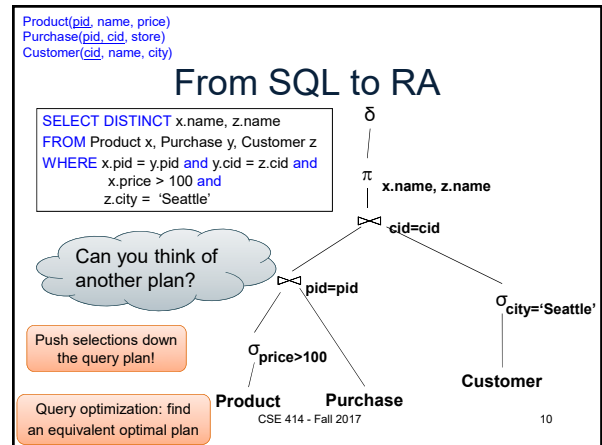 Product(pid, name, price)
Purchase(pid, cid, store)
Customer(cid, name, city)
From SQL to RA
SELECT DISTINCT x.name, z.name
FROM Product x, Purchase y, Customer z
WHERE x.pid = y.pid and y.cid = z.cid and
x.price > 100 and
z.city = ‘Seattle’
δ
π
x.name, z.name
cid=cid
Can you think of
another plan?
pid=pid
σcity=‘Seattle’
Push selections down
the query plan!
σprice>100
Customer
Product
Purchase
Query optimization: find
an equivalent optimal plan
CSE 414 - Fall 2017
10